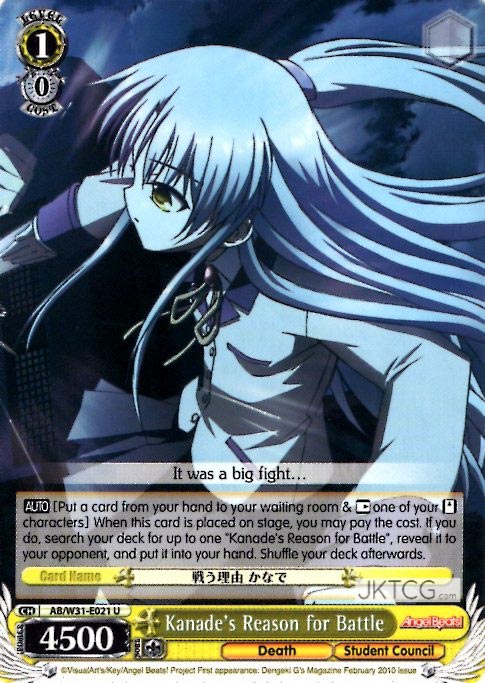 LEVEL
1
0
COST
It was a big fight…
AUTO [Put a card from your hand to your waiting room & one of your
characters] When this card is placed on stage, you may pay the cost. If you
do, search your deck for up to one "Kanade's Reason for Battle", reveal it
to your opponent, and put it into your hand. Shuffle your deck afterwards.
Card Name 戦う理由 かなで
JKTCG.com
CH AB/W31-E021 U
POWER 4500 SOUL Kanade's Reason for Battle Angel Beats!
Death Student Council
©VisualArt's/Key/Angel Beats! Project First appearance: Dengeki G's Magazine February 2010 issue